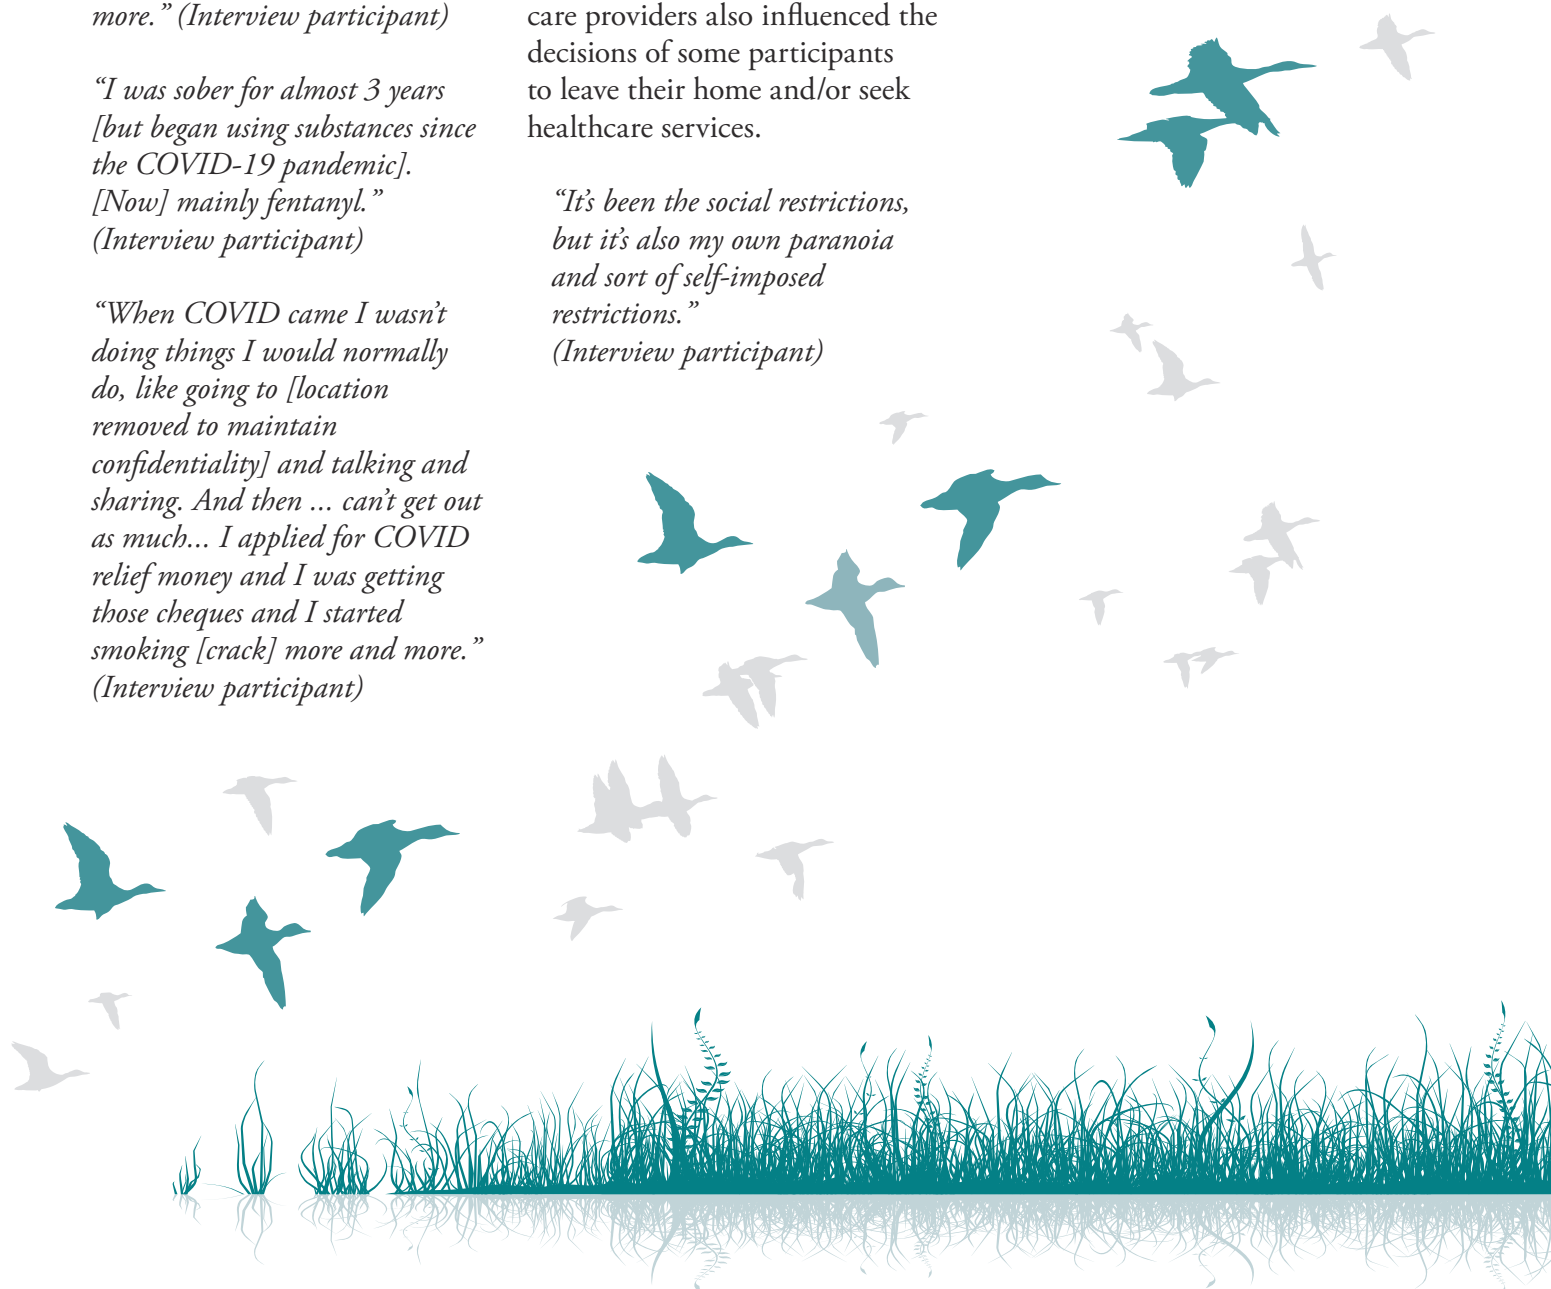 more.” (Interview participant)
“I was sober for almost 3 years
[but began using substances since
the COVID-19 pandemic].
[Now] mainly fentanyl.”
(Interview participant)
“When COVID came I wasn’t
doing things I would normally
do, like going to [location
removed to maintain
confidentiality] and talking and
sharing. And then ... can’t get out
as much... I applied for COVID
relief money and I was getting
those cheques and I started
smoking [crack] more and more.”
(Interview participant)
care providers also influenced the
decisions of some participants
to leave their home and/or seek
healthcare services.
“It’s been the social restrictions,
but it’s also my own paranoia
and sort of self-imposed
restrictions.”
(Interview participant)